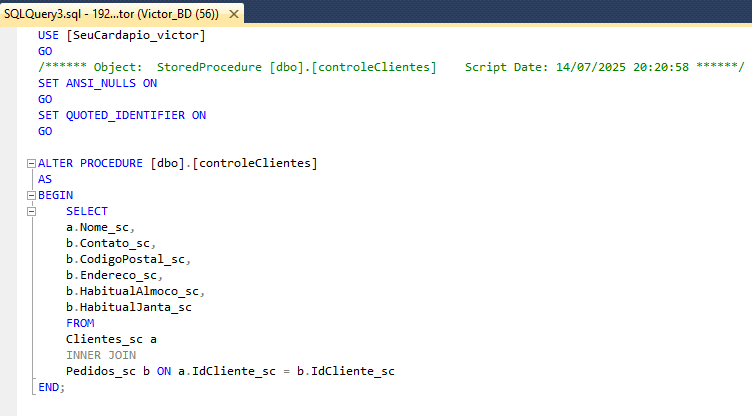 SQLQuery3.sql - 192...tor (Victor_BD (56))
USE [SeuCardapio_victor]
GO
/****** Object:  StoredProcedure [dbo].[controleClientes]    Script Date: 14/07/2025 20:20:58 ******/
SET ANSI_NULLS ON
GO
SET QUOTED_IDENTIFIER ON
GO
ALTER PROCEDURE [dbo].[controleClientes]
AS
BEGIN
    SELECT
    a.Nome_sc,
    b.Contato_sc,
    b.CodigoPostal_sc,
    b.Endereco_sc,
    b.HabitualAlmoco_sc,
    b.HabitualJanta_sc
    FROM
    Clientes_sc a
    INNER JOIN
    Pedidos_sc b ON a.IdCliente_sc = b.IdCliente_sc
END;